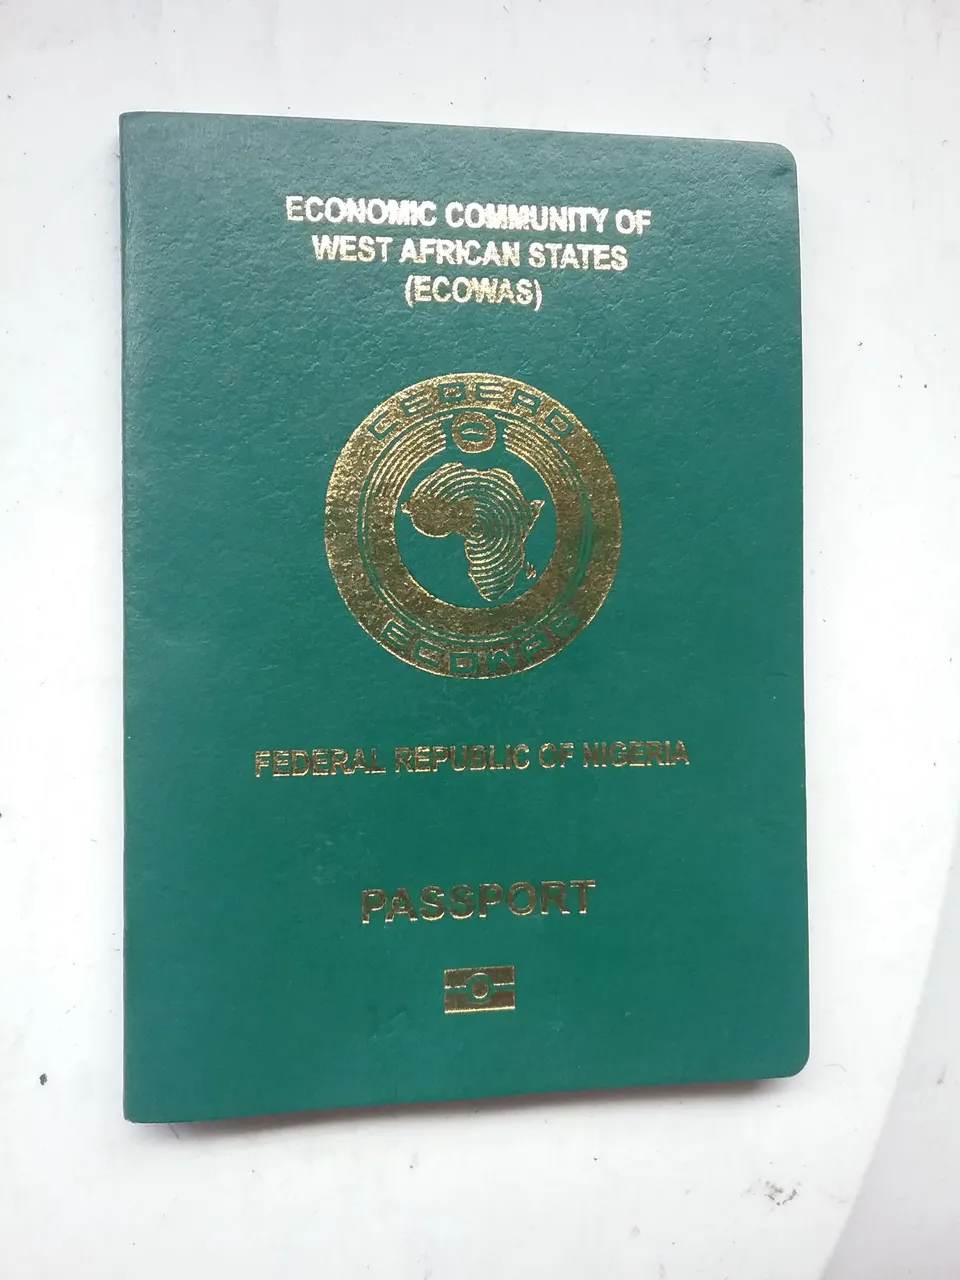 ECONOMIC COMMUNITY OF
WEST AFRICAN STATES
(ECOWAS)
CEDEAO
ECOWAS
FEDERAL REPUBLIC OF NIGERIA
PASSPORT